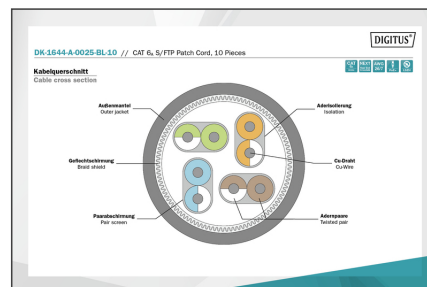 DIGITUS®
DK-1644-A-0025-BL-10 // CAT 6A S/FTP Patch Cord, 10 Pieces
Kabelquerschnitt
Cable cross section
Außenmantel
Outer jacket
Aderisolierung
Isolation
Geflechtschirmung
Braid shield
Cu-Draht
Cu-Wire
Paarabschirmung
Pair screen
Adernpaare
Twisted pair